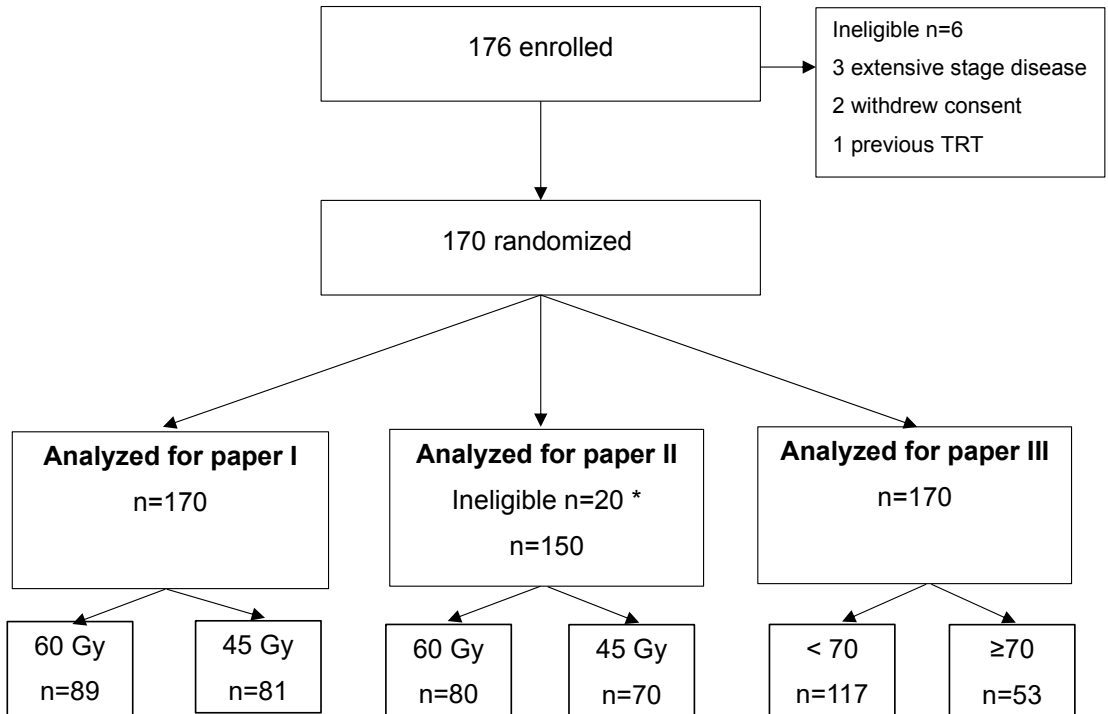 176 enrolled
Ineligible n=6
3 extensive stage disease
2 withdrew consent
1 previous TRT
170 randomized
Analyzed for paper I
n=170
Analyzed for paper II
Ineligible n=20 *
n=150
Analyzed for paper III
n=170
60 Gy
n=89
45 Gy
n=81
60 Gy
n=80
45 Gy
n=70
< 70
n=117
≥70
n=53